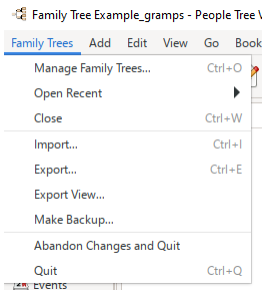 Family Tree Example_gramps - People Tree
Family Trees Add Edit View Go Book
Manage Family Trees... Ctrl+O
Open Recent
Close Ctrl+W
Import... Ctrl+I
Export... Ctrl+E
Export View...
Make Backup...
Abandon Changes and Quit
Quit Ctrl+Q
Events